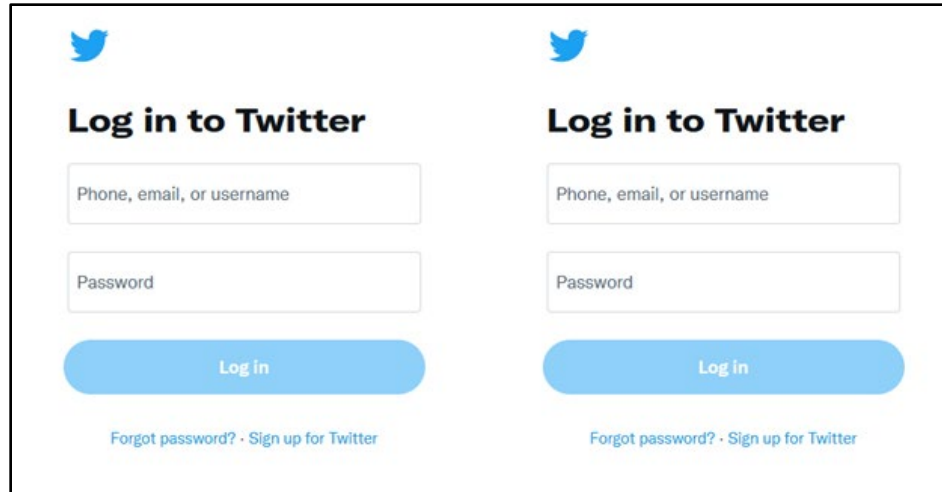 Log in to Twitter
Phone, email, or username
Password
Log in
Forgot password? · Sign up for Twitter
Log in to Twitter
Phone, email, or username
Password
Log in
Forgot password? · Sign up for Twitter